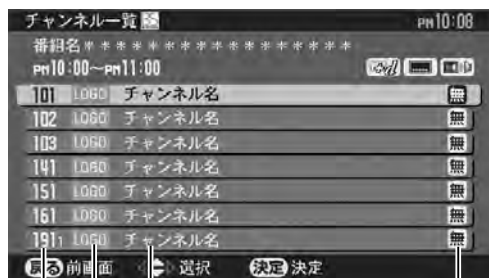 チャンネル一覧 BS PM10:08
番組名＊＊＊＊＊＊＊＊＊＊＊＊＊＊＊＊
PM10:00～PM11:00
101 LOGO チャンネル名 無
102 LOGO チャンネル名 無
103 LOGO チャンネル名 無
141 LOGO チャンネル名 無
151 LOGO チャンネル名 無
161 LOGO チャンネル名 無
1911 LOGO チャンネル名 無
戻る 前画面 選択 決定 決定